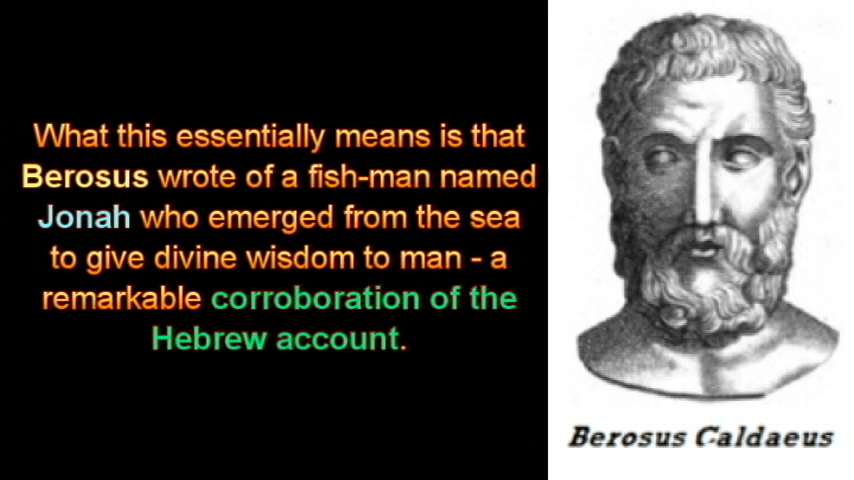 What this essentially means is that
Berosus wrote of a fish-man named
Jonah who emerged from the sea
to give divine wisdom to man - a
remarkable corroboration of the
Hebrew account.
Berosus Caldaeus